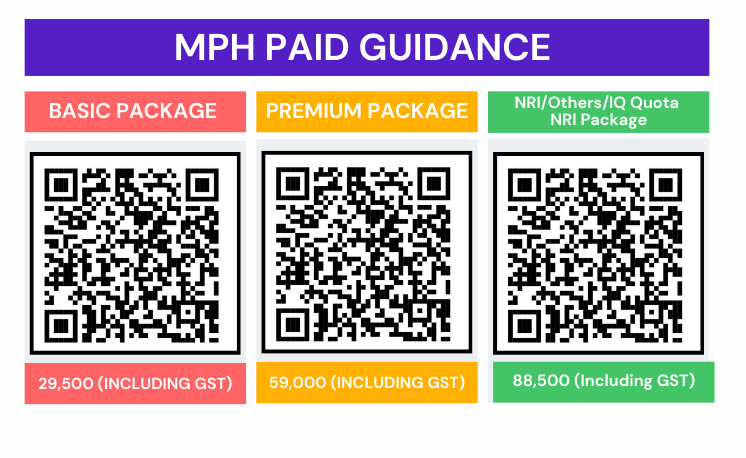 MPH PAID GUIDANCE
BASIC PACKAGE
PREMIUM PACKAGE
NRI/Others/IQ Quota
NRI Package
29,500 (INCLUDING GST)
59,000 (INCLUDING GST)
88,500 (Including GST)